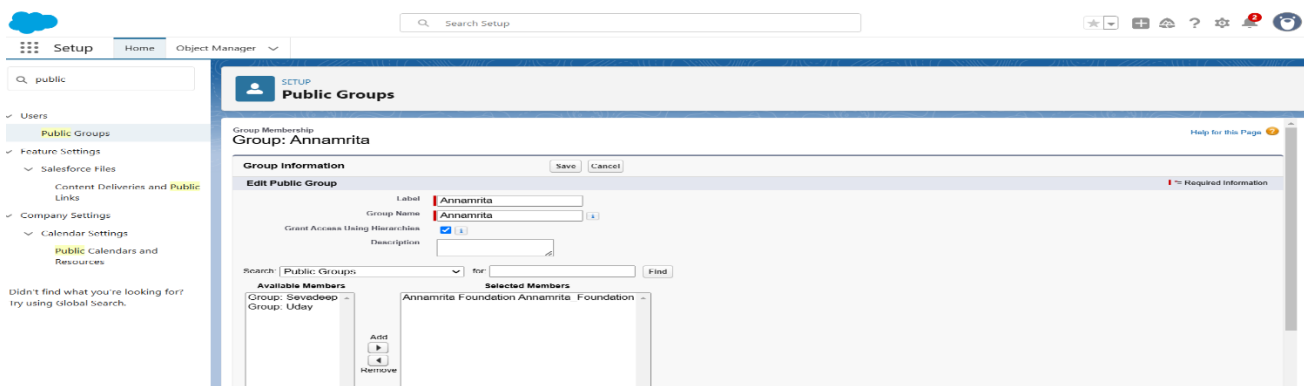 Search Setup
2
Setup
Home
Object Manager
public
Users
Public Groups
Feature Settings
Salesforce Files
Content Deliveries and Public
Links
Company Settings
Calendar Settings
Public Calendars and
Resources
Didn't find what you're looking for?
Try using Global Search.
SETUP
Public Groups
Group Membership
Group: Annamrita
Help for this Page ?
Group Information
Save
Cancel
Edit Public Group
= Required Information
Label
Annamrita
Group Name
Annamrita
i
Grant Access Using Hierarchies
i
Description
Search: Public Groups
for:
Find
Available Members
Selected Members
Group: Sevadeep
Group: Uday
Add
Remove
Annamrita Foundation Annamrita Foundation